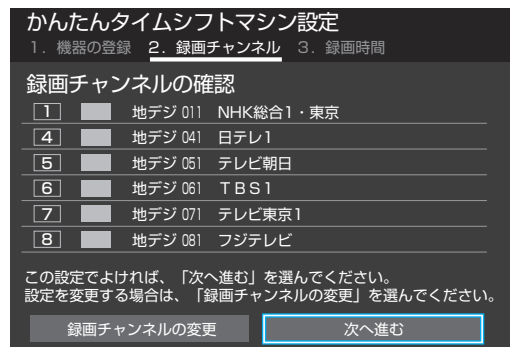 かんたんタイムシフトマシン設定
1．機器の登録 2．録画チャンネル 3．録画時間
録画チャンネルの確認
1 地デジ 011 NHK総合1・東京
4 地デジ 041 日テレ1
5 地デジ 051 テレビ朝日
6 地デジ 061 ＴＢＳ1
7 地デジ 071 テレビ東京1
8 地デジ 081 フジテレビ
この設定でよければ、「次へ進む」を選んでください。
設定を変更する場合は、「録画チャンネルの変更」を選んでください。
録画チャンネルの変更 次へ進む